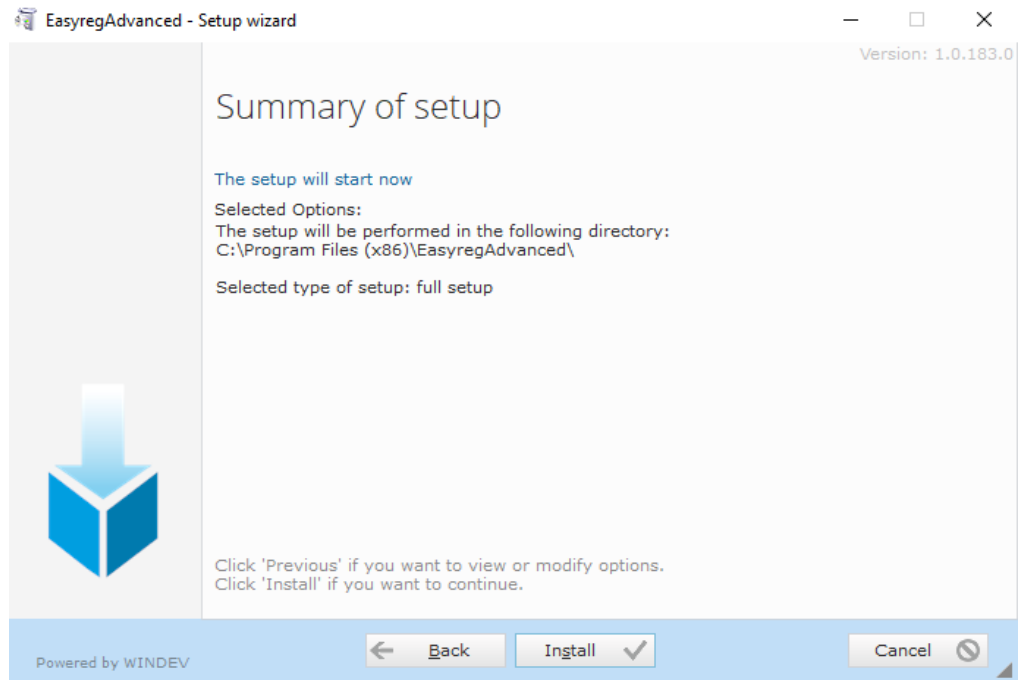 EasyregAdvanced - Setup wizard
Version: 1.0.183.0
Summary of setup
The setup will start now
Selected Options:
The setup will be performed in the following directory:
C:\Program Files (x86)\EasyregAdvanced\
Selected type of setup: full setup
Click 'Previous' if you want to view or modify options.
Click 'Install' if you want to continue.
Powered by WINDEV
Back
Install
Cancel